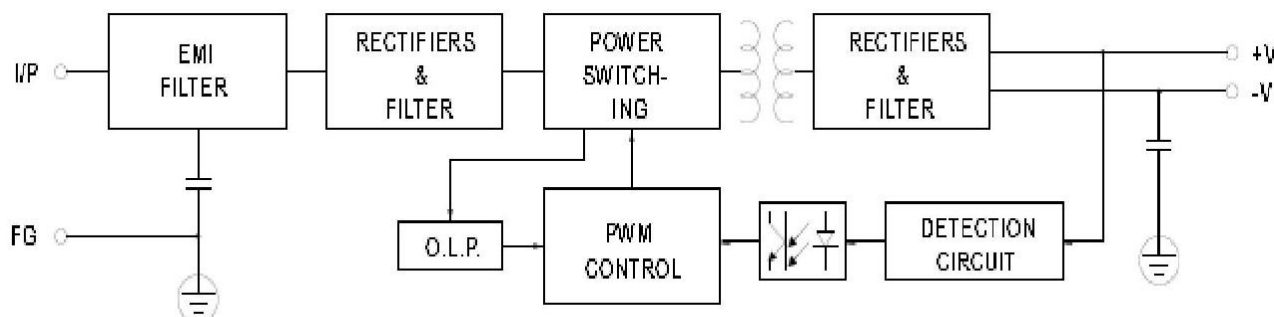 I/P
EMI
FILTER
RECTIFIERS
&
FILTER
POWER
SWITCH-
ING
RECTIFIERS
&
FILTER
+V
-V
FG
O.L.P.
PWM
CONTROL
DETECTION
CIRCUIT